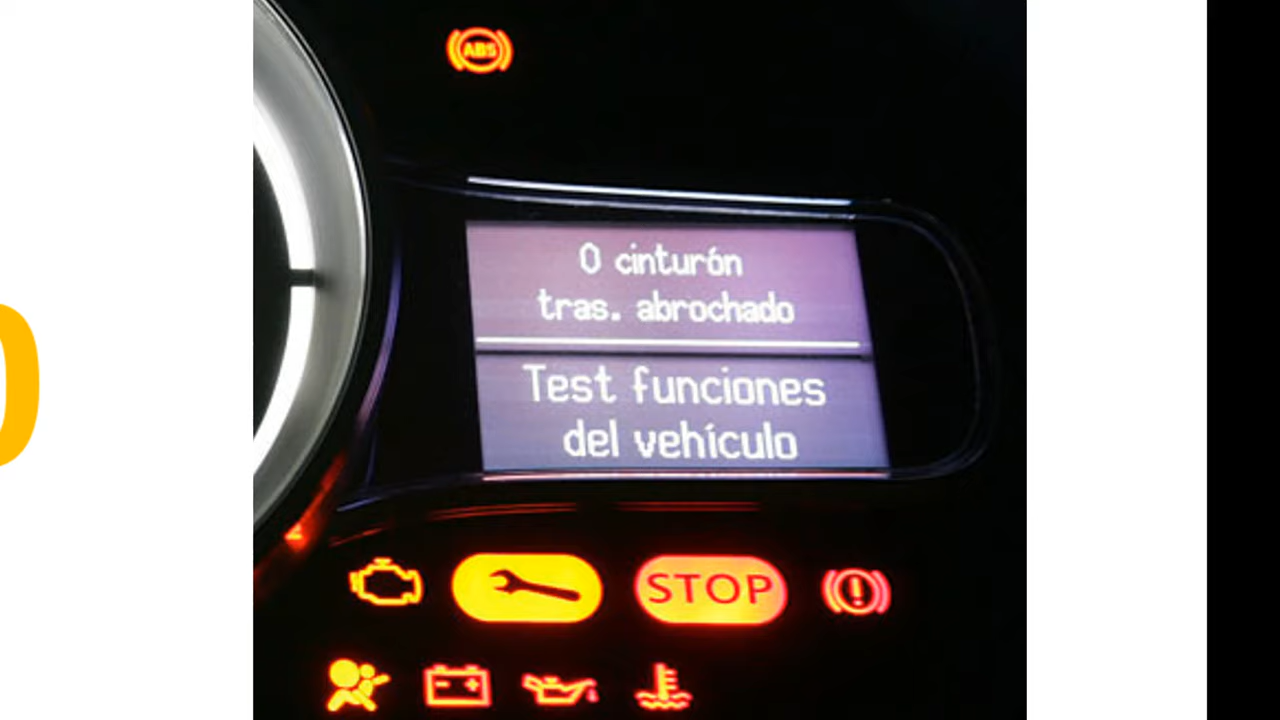 ABS
0 cinturón
tras. abrochado
Test funciones
del vehículo
STOP